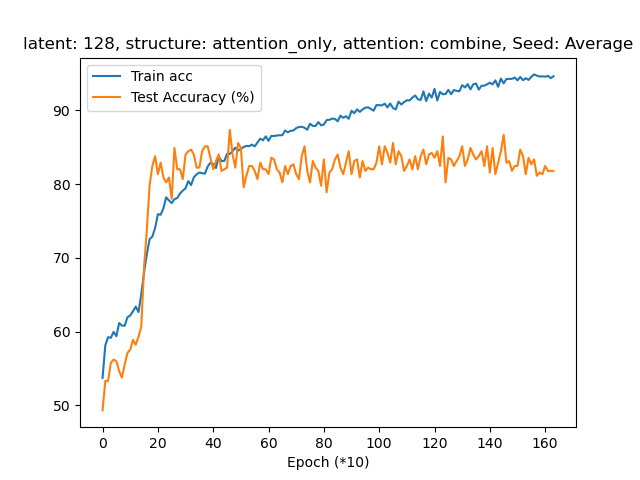 latent: 128, structure: attention_only, attention: combine, Seed: Average
Train acc
Test Accuracy (%)
90
80
70
60
50
0 20 40 60 80 100 120 140 160
Epoch (*10)